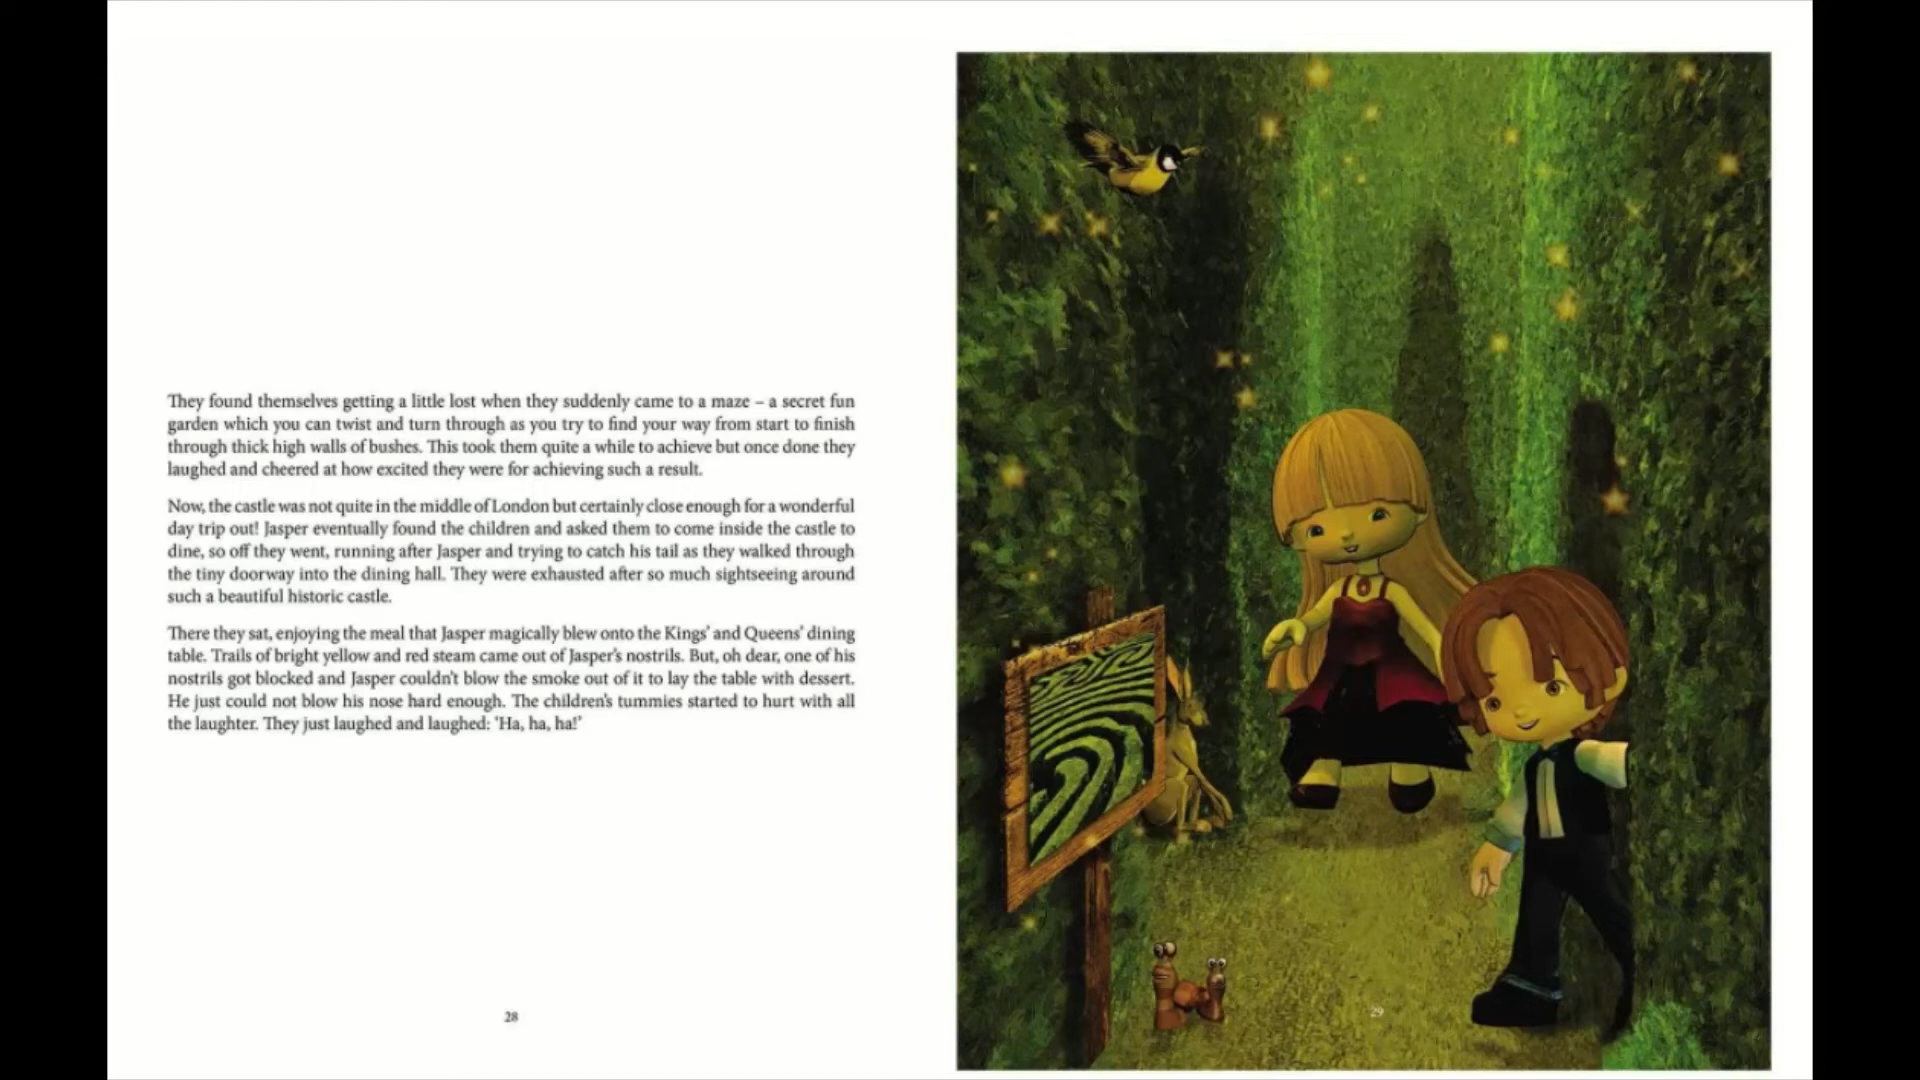 They found themselves getting a little lost when they suddenly came to a maze – a secret fun
garden which you can twist and turn through as you try to find your way from start to finish
through thick high walls of bushes. This took them quite a while to achieve but once done they
laughed and cheered at how excited they were for achieving such a result.
Now, the castle was not quite in the middle of London but certainly close enough for a wonderful
day trip out! Jasper eventually found the children and asked them to come inside the castle to
dine, so off they went, running after Jasper and trying to catch his tail as they walked through
the tiny doorway into the dining hall. They were exhausted after so much sightseeing around
such a beautiful historic castle.
There they sat, enjoying the meal that Jasper magically blew onto the Kings’ and Queens’ dining
table. Trails of bright yellow and red steam came out of Jasper’s nostrils. But, oh dear, one of his
nostrils got blocked and Jasper couldn’t blow the smoke out of it to lay the table with dessert.
He just could not blow his nose hard enough. The children’s tummies started to hurt with all
the laughter. They just laughed and laughed: ‘Ha, ha, ha!’
28
29